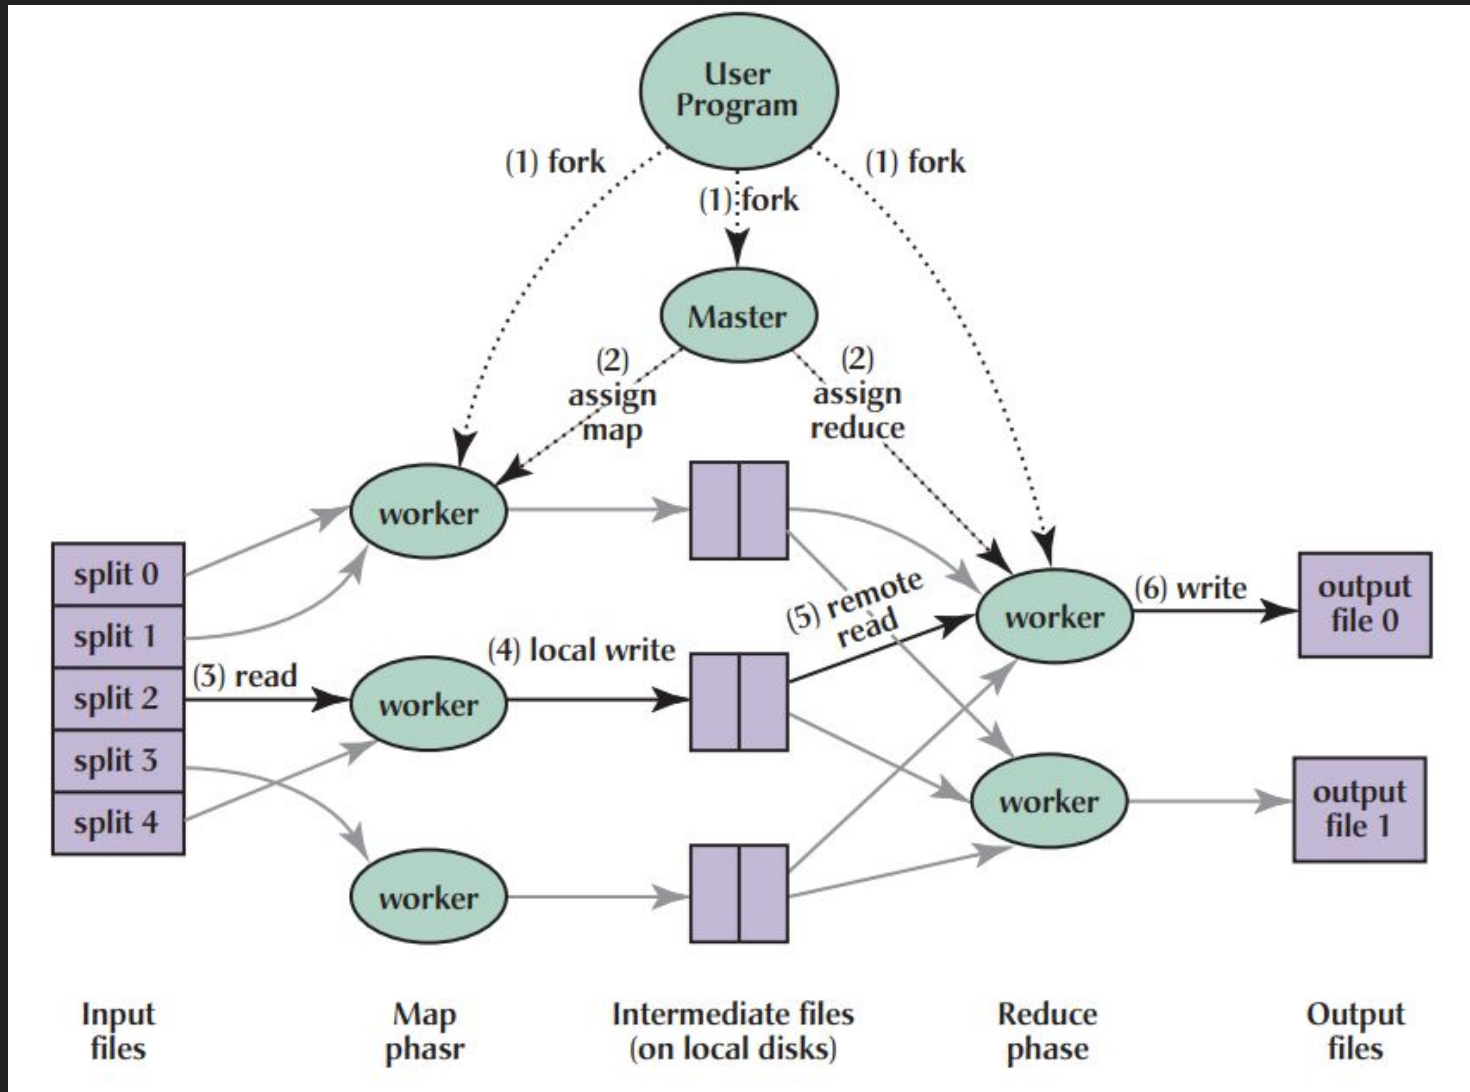 User
Program
(1) fork
(1) fork
(1) fork
Master
(2)
assign
map
(2)
assign
reduce
worker
split 0
split 1
split 2
split 3
split 4
(3) read
worker
(4) local write
(5) remote
read
worker
(6) write
output
file 0
worker
output
file 1
worker
Input
files
Map
phasr
Intermediate files
(on local disks)
Reduce
phase
Output
files